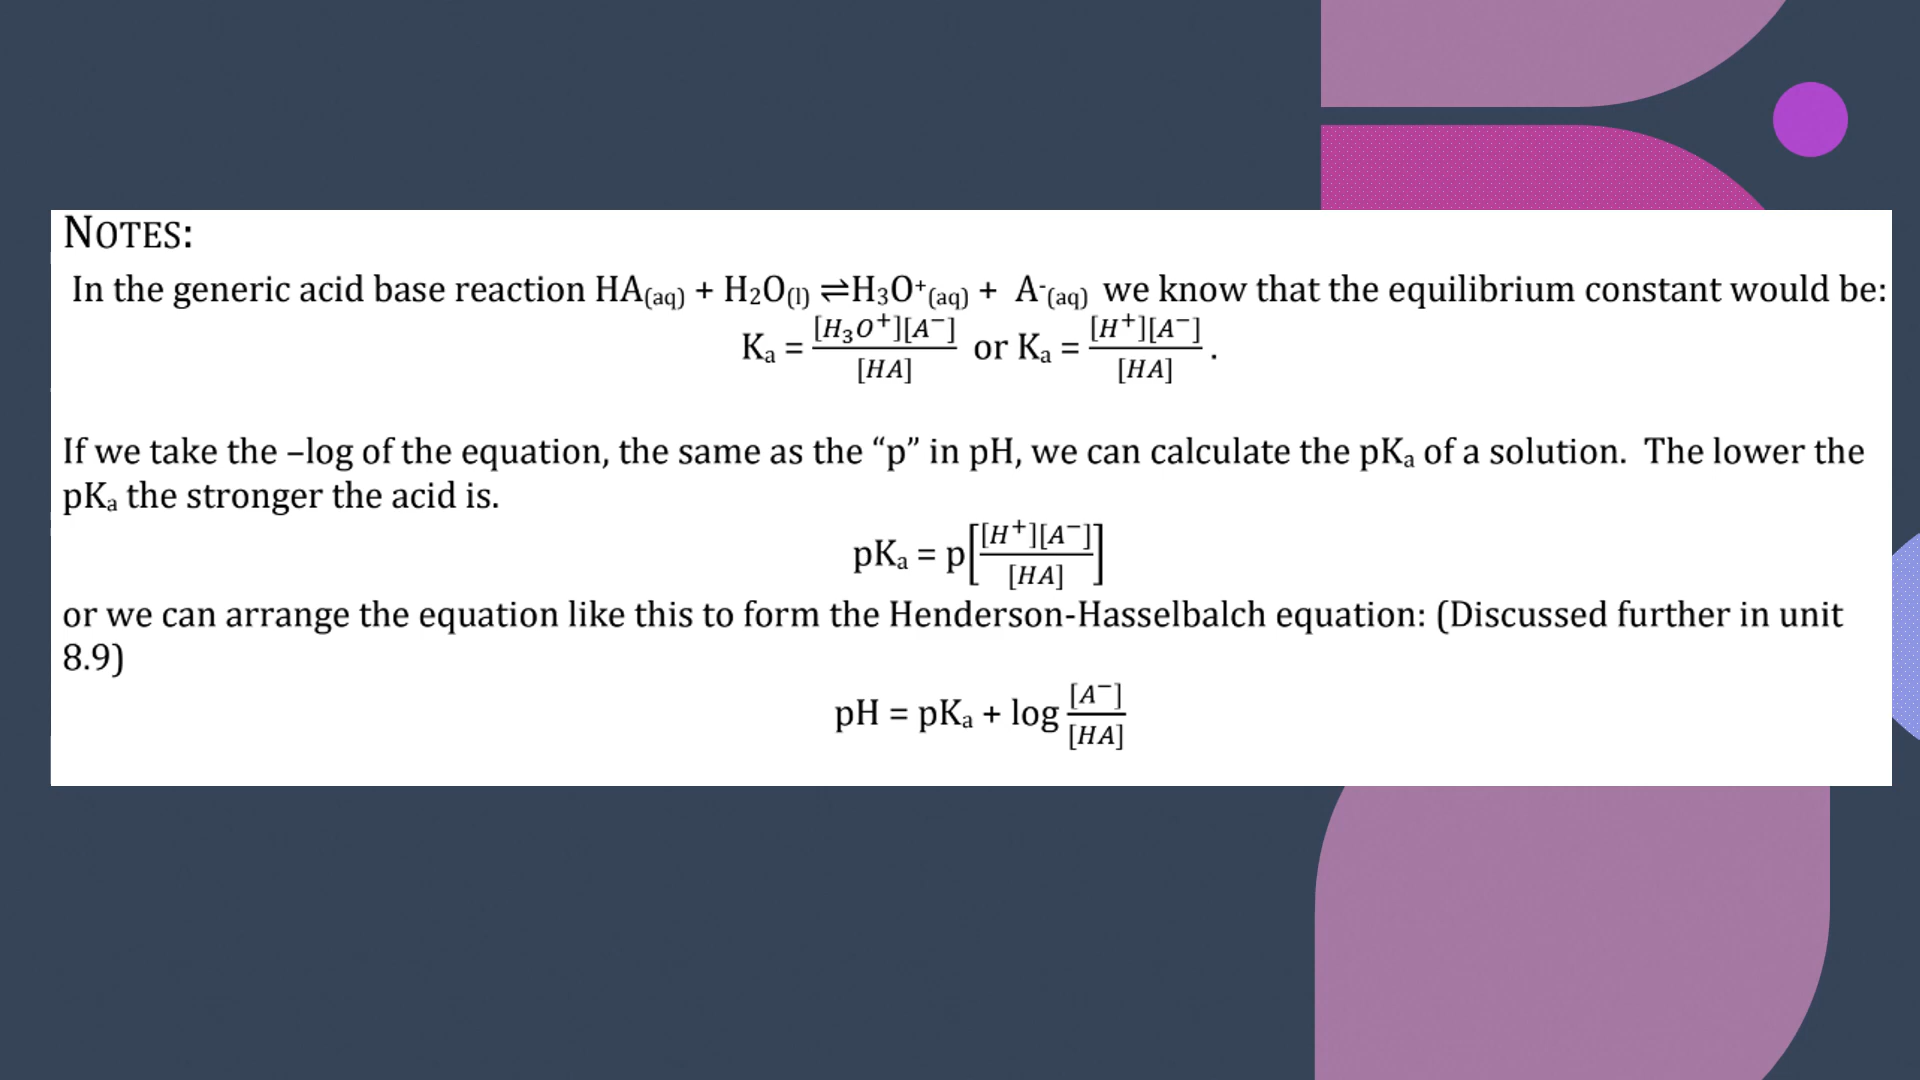 NOTES:
In the generic acid base reaction HA(aq) + H₂O(l) ⇌H₃O⁺(aq) + A⁻(aq) we know that the equilibrium constant would be:
Kₐ = [H₃O⁺][A⁻]/[HA] or Kₐ = [H⁺][A⁻]/[HA] .
If we take the –log of the equation, the same as the “p” in pH, we can calculate the pKₐ of a solution. The lower the
pKₐ the stronger the acid is.
pKₐ = p[[H⁺][A⁻]/[HA]]
or we can arrange the equation like this to form the Henderson-Hasselbalch equation: (Discussed further in unit
8.9)
pH = pKₐ + log [A⁻]/[HA]